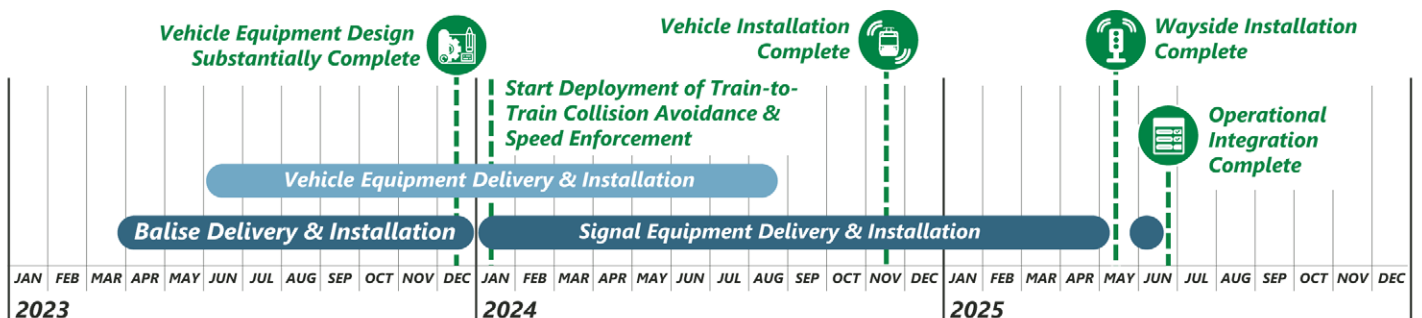 Vehicle Equipment Design
Substantially Complete
Vehicle Installation
Complete
Wayside Installation
Complete
Start Deployment of Train-to-
Train Collision Avoidance &
Speed Enforcement
Operational
Integration
Complete
Vehicle Equipment Delivery & Installation
Balise Delivery & Installation
Signal Equipment Delivery & Installation
JAN FEB MAR APR MAY JUN JUL AUG SEP OCT NOV DEC JAN FEB MAR APR MAY JUN JUL AUG SEP OCT NOV DEC JAN FEB MAR APR MAY JUN JUL AUG SEP OCT NOV DEC
2023 2024 2025